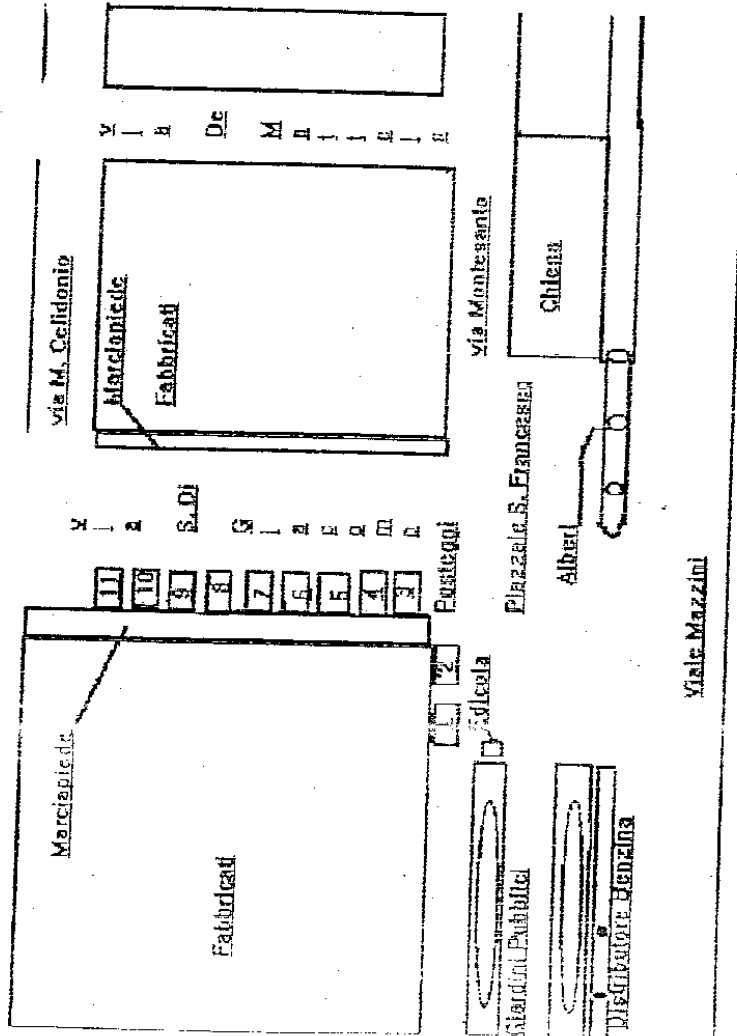 via De Matteis
via M. Celidonio
Marciapiede
Fabbricati
via Montesanto
Chiesa
via S. Di Giacomo
Posteggi
11
10
9
8
7
6
5
4
3
2
1
Piazzale S. Francesco
Alberi
Edicola
Marciapiede
Fabbricati
Giardini Pubblici
Distributore Benzina
Viale Mazzini